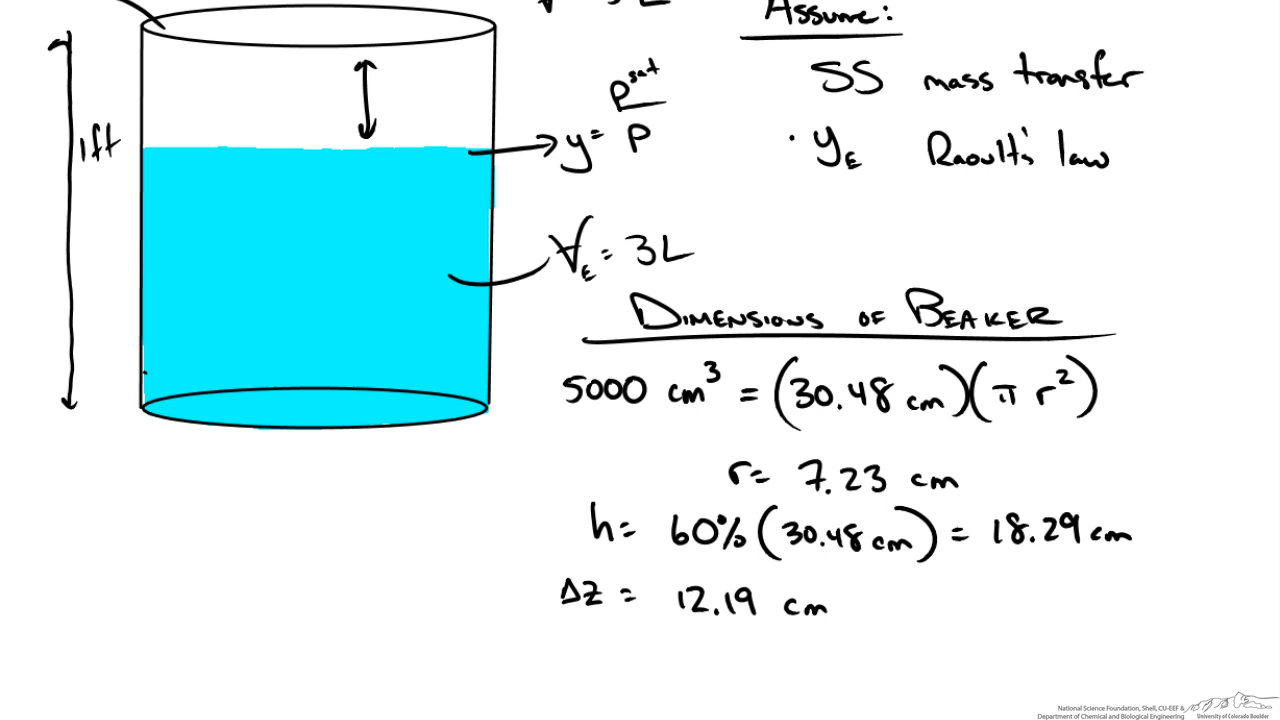 Assume:
SS mass transfer
1ft
y = P^sat / P
· y_E Raoult's law
V_E = 3L
DIMENSIONS OF BEAKER
5000 cm³ = (30.48 cm)(π r²)
r = 7.23 cm
h = 60% (30.48 cm) = 18.29 cm
Δz = 12.19 cm
National Science Foundation, Shell, CU-EEF &
Department of Chemical and Biological Engineering
University of Colorado Boulder